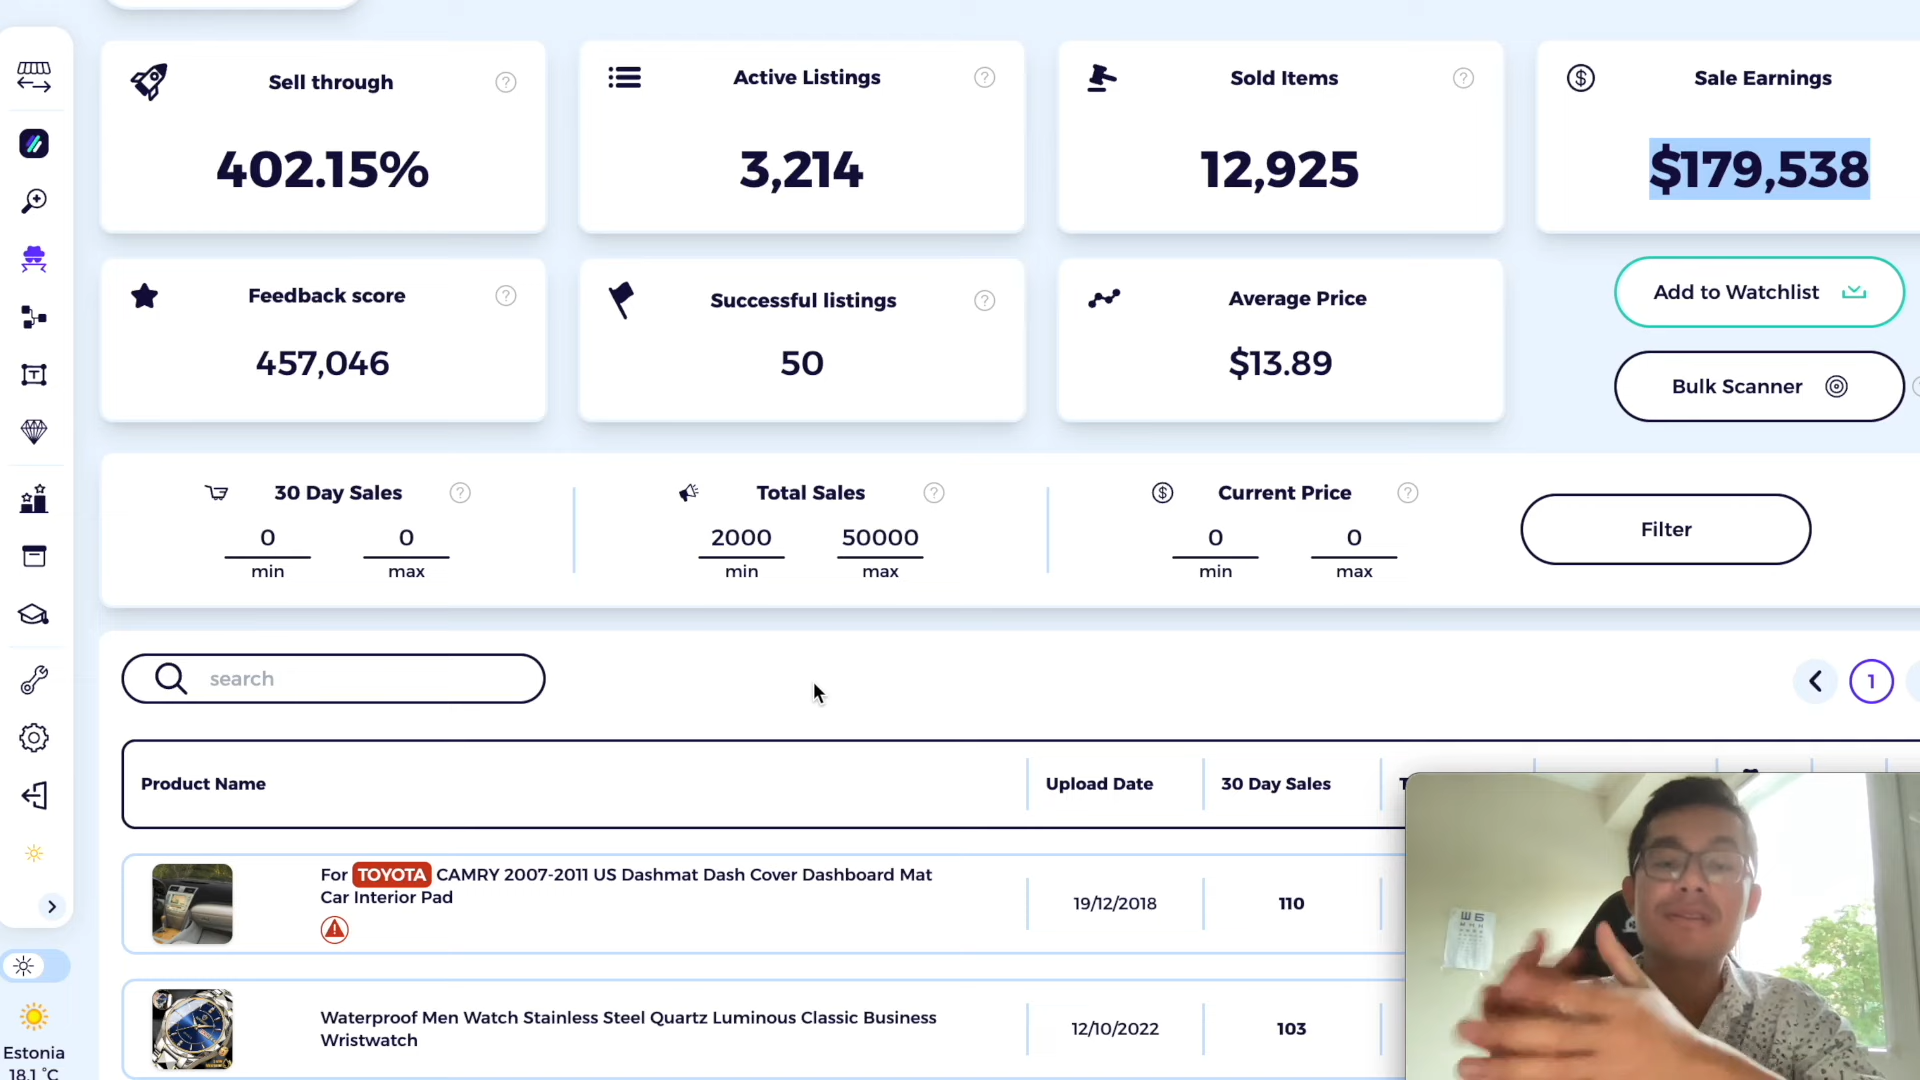 Sell through
402.15%
Active Listings
3,214
Sold Items
12,925
Sale Earnings
$179,538
Feedback score
457,046
Successful listings
50
Average Price
$13.89
Add to Watchlist
Bulk Scanner
30 Day Sales
0
min
0
max
Total Sales
2000
min
50000
max
Current Price
0
min
0
max
Filter
search
1
Product Name
Upload Date
30 Day Sales
For TOYOTA CAMRY 2007-2011 US Dashmat Dash Cover Dashboard Mat
Car Interior Pad
19/12/2018
110
Waterproof Men Watch Stainless Steel Quartz Luminous Classic Business
Wristwatch
12/10/2022
103
Estonia
18.1 °C
Ш Б